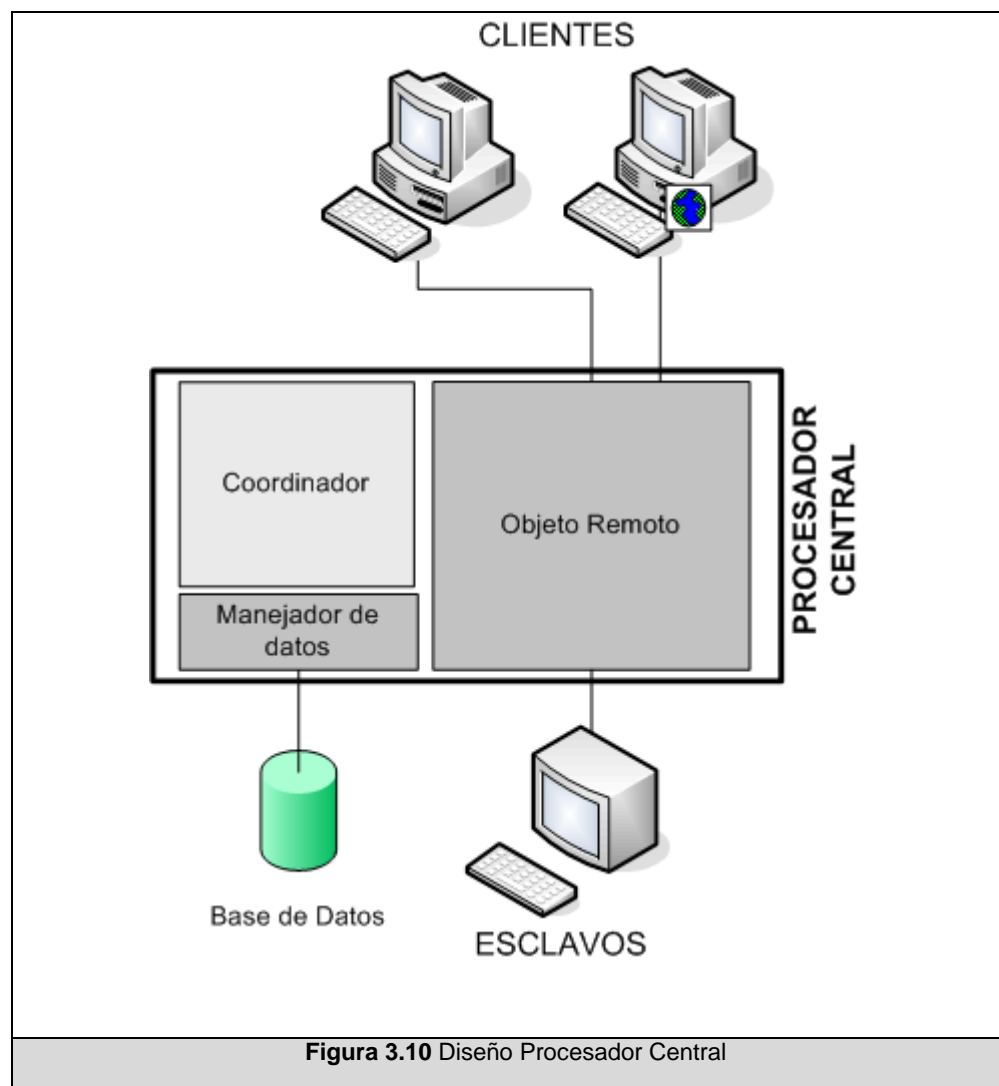 CLIENTES
Coordinador
Objeto Remoto
Manejador de
datos
PROCESADOR
CENTRAL
Base de Datos
ESCLAVOS
Figura 3.10 Diseño Procesador Central